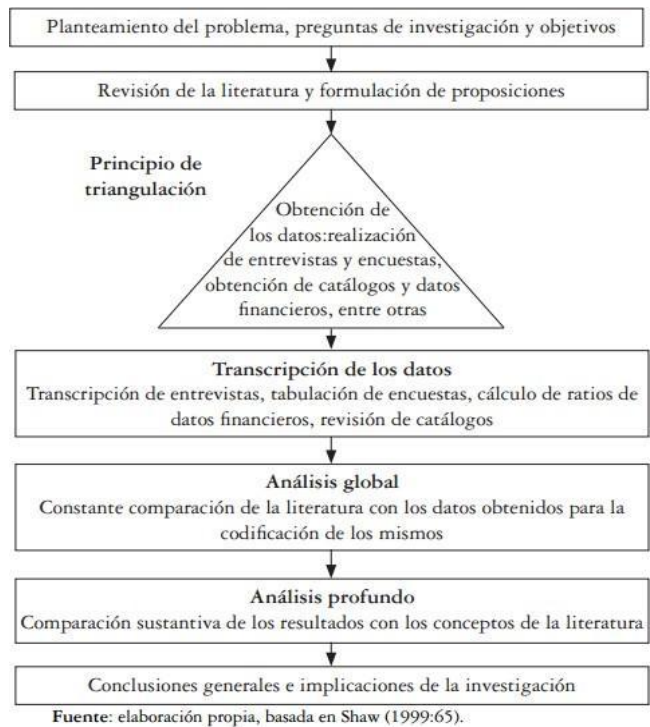 Planteamiento del problema, preguntas de investigación y objetivos
Revisión de la literatura y formulación de proposiciones
Principio de
triangulación
Obtención de
los datos:realización
de entrevistas y encuestas,
obtención de catálogos y datos
financieros, entre otras
Transcripción de los datos
Transcripción de entrevistas, tabulación de encuestas, cálculo de ratios de
datos financieros, revisión de catálogos
Análisis global
Constante comparación de la literatura con los datos obtenidos para la
codificación de los mismos
Análisis profundo
Comparación sustantiva de los resultados con los conceptos de la literatura
Conclusiones generales e implicaciones de la investigación
Fuente: elaboración propia, basada en Shaw (1999:65).